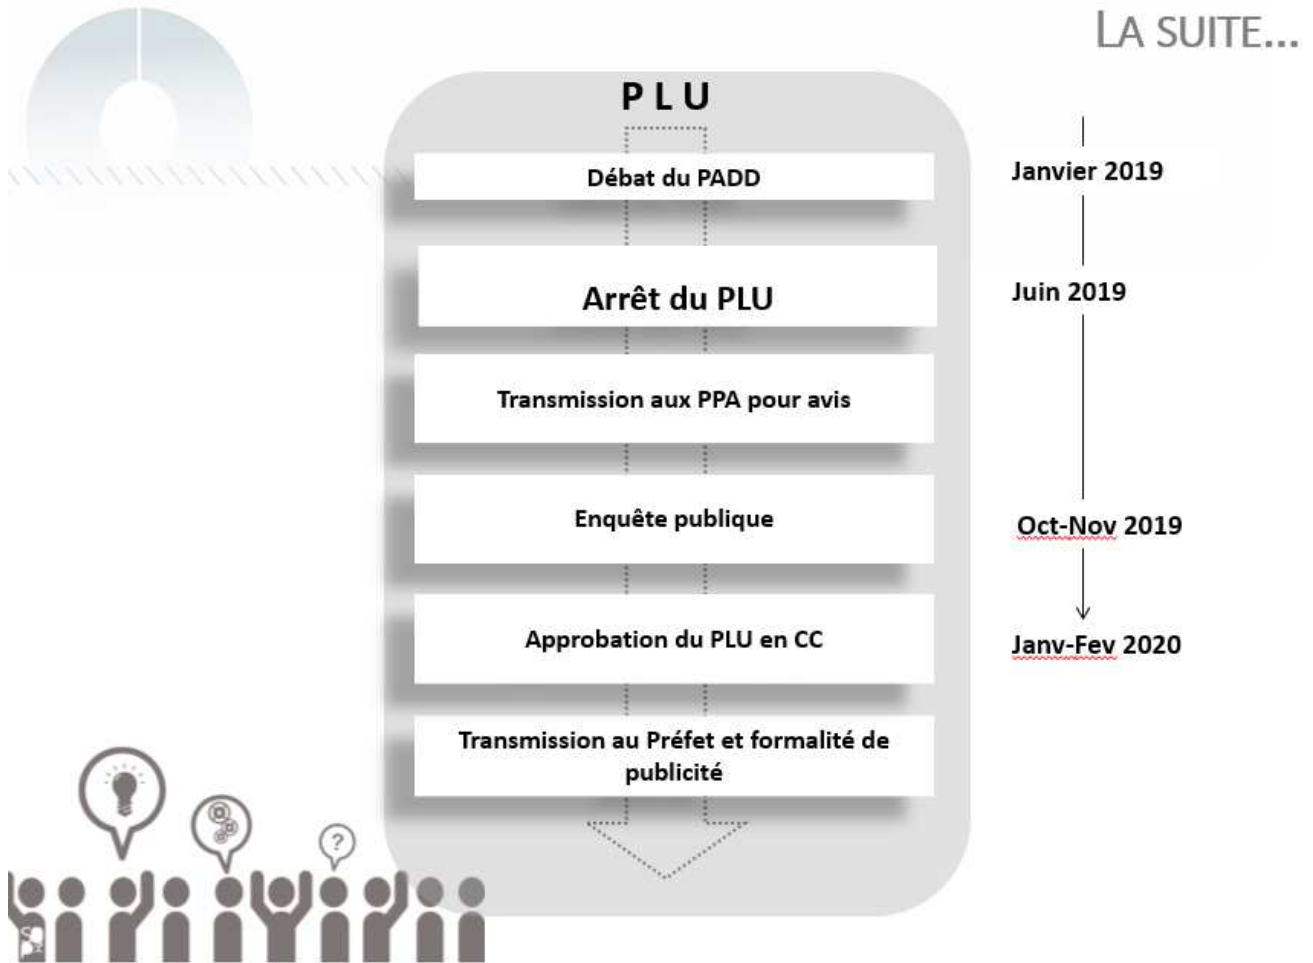 LA SUITE...
PLU
Débat du PADD
Janvier 2019
Arrêt du PLU
Juin 2019
Transmission aux PPA pour avis
Enquête publique
Oct-Nov 2019
Approbation du PLU en CC
Janv-Fev 2020
Transmission au Préfet et formalité de
publicité
?